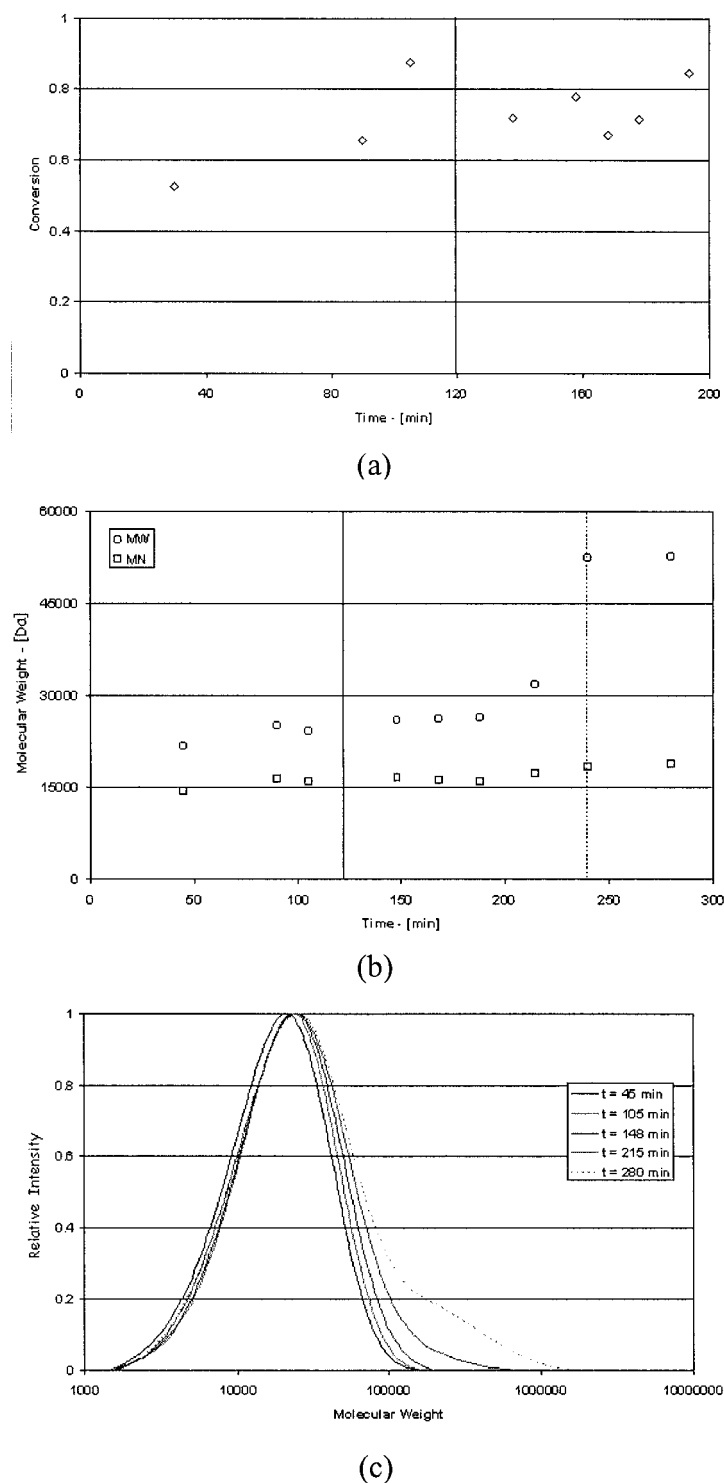 1
0.8
0.6
0.4
0.2
0
Conversion
0 40 80 120 160 200
Time - [min]
(a)
60000
45000
30000
15000
0
Molecular Weight - [Da]
MW
MN
0 50 100 150 200 250 300
Time - [min]
(b)
1
0.8
0.6
0.4
0.2
0
Relative Intensity
t = 45 min
t = 105 min
t = 148 min
t = 215 min
t = 280 min
1000 10000 100000 1000000 10000000
Molecular Weight
(c)